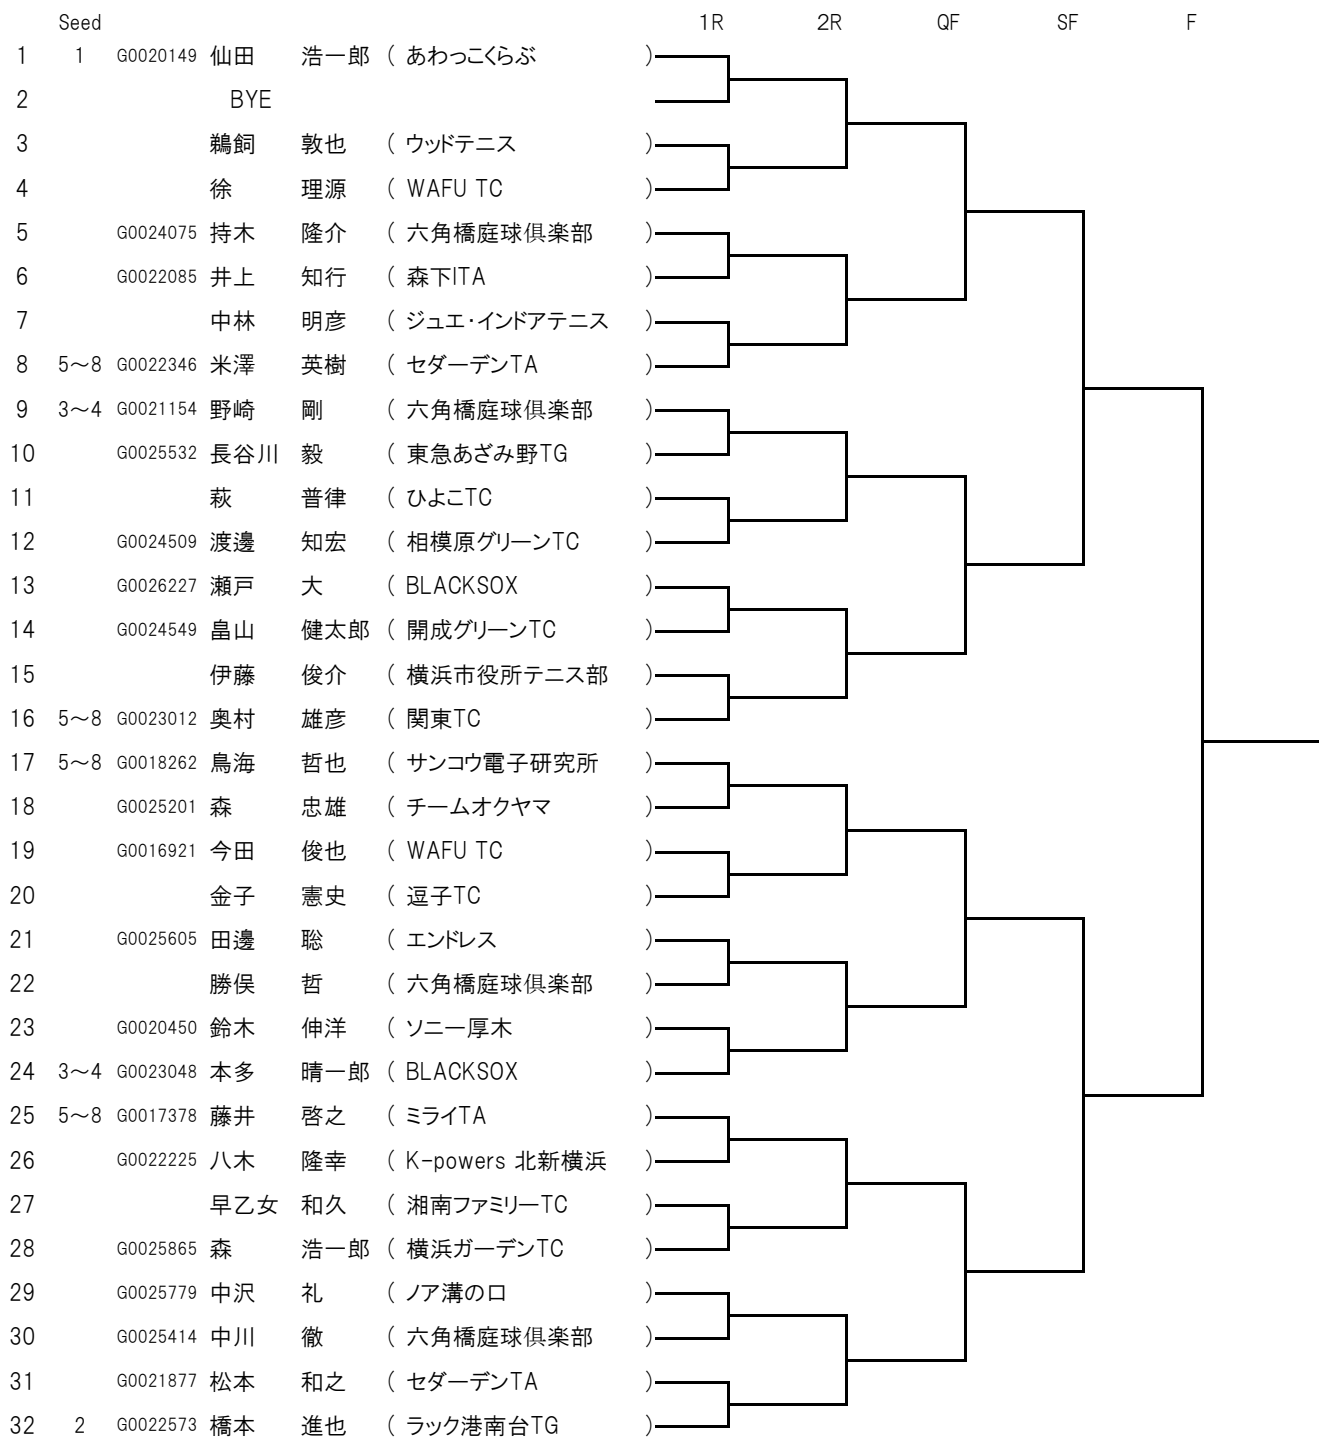 Seed 1R 2R QF SF F
1 1 G0020149 仙田 浩一郎 ( あわっこくらぶ )
2 BYE
3 鵜飼 敦也 ( ウッドテニス )
4 徐 理源 ( WAFU TC )
5 G0024075 持木 隆介 ( 六角橋庭球倶楽部 )
6 G0022085 井上 知行 ( 森下ITA )
7 中林 明彦 ( ジュエ・インドアテニス )
8 5～8 G0022346 米澤 英樹 ( セダーデンTA )
9 3～4 G0021154 野崎 剛 ( 六角橋庭球倶楽部 )
10 G0025532 長谷川 毅 ( 東急あざみ野TG )
11 萩 普律 ( ひよこTC )
12 G0024509 渡邊 知宏 ( 相模原グリーンTC )
13 G0026227 瀬戸 大 ( BLACKSOX )
14 G0024549 畠山 健太郎 ( 開成グリーンTC )
15 伊藤 俊介 ( 横浜市役所テニス部 )
16 5～8 G0023012 奥村 雄彦 ( 関東TC )
17 5～8 G0018262 鳥海 哲也 ( サンコウ電子研究所 )
18 G0025201 森 忠雄 ( チームオクヤマ )
19 G0016921 今田 俊也 ( WAFU TC )
20 金子 憲史 ( 逗子TC )
21 G0025605 田邊 聡 ( エンドレス )
22 勝俣 哲 ( 六角橋庭球倶楽部 )
23 G0020450 鈴木 伸洋 ( ソニー厚木 )
24 3～4 G0023048 本多 晴一郎 ( BLACKSOX )
25 5～8 G0017378 藤井 啓之 ( ミライTA )
26 G0022225 八木 隆幸 ( K-powers 北新横浜 )
27 早乙女 和久 ( 湘南ファミリーTC )
28 G0025865 森 浩一郎 ( 横浜ガーデンTC )
29 G0025779 中沢 礼 ( ノア溝の口 )
30 G0025414 中川 徹 ( 六角橋庭球倶楽部 )
31 G0021877 松本 和之 ( セダーデンTA )
32 2 G0022573 橋本 進也 ( ラック港南台TG )